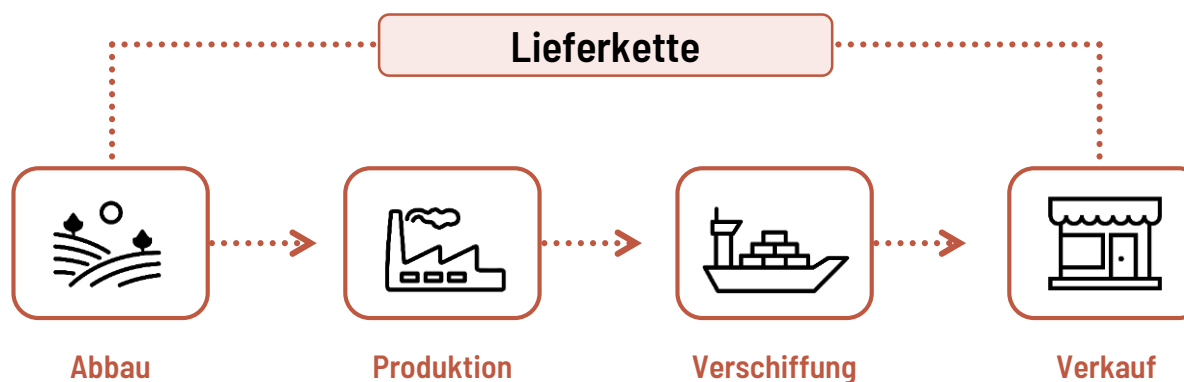 Lieferkette
Abbau
Produktion
Verschiffung
Verkauf